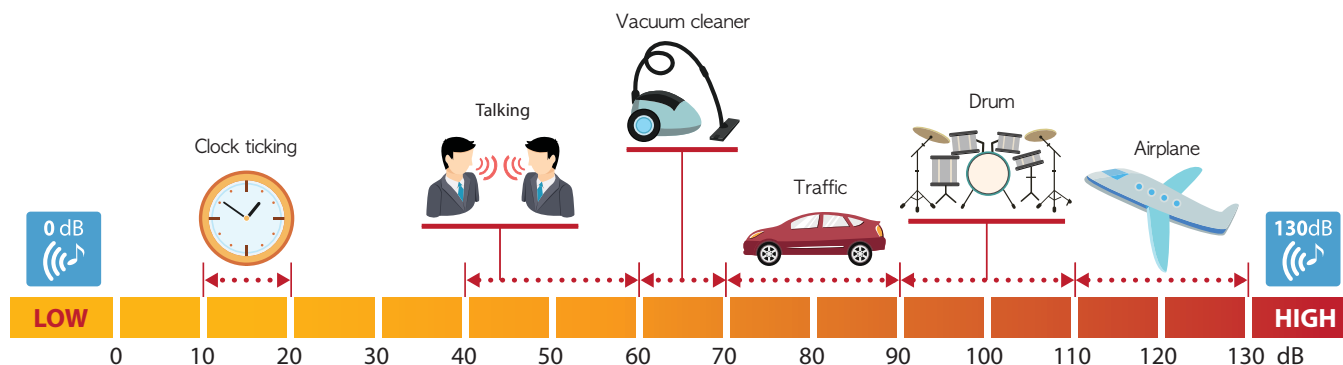 Vacuum cleaner
Talking
Drum
Clock ticking
Airplane
Traffic
0 dB
130dB
LOW
HIGH
0 10 20 30 40 50 60 70 80 90 100 110 120 130 dB